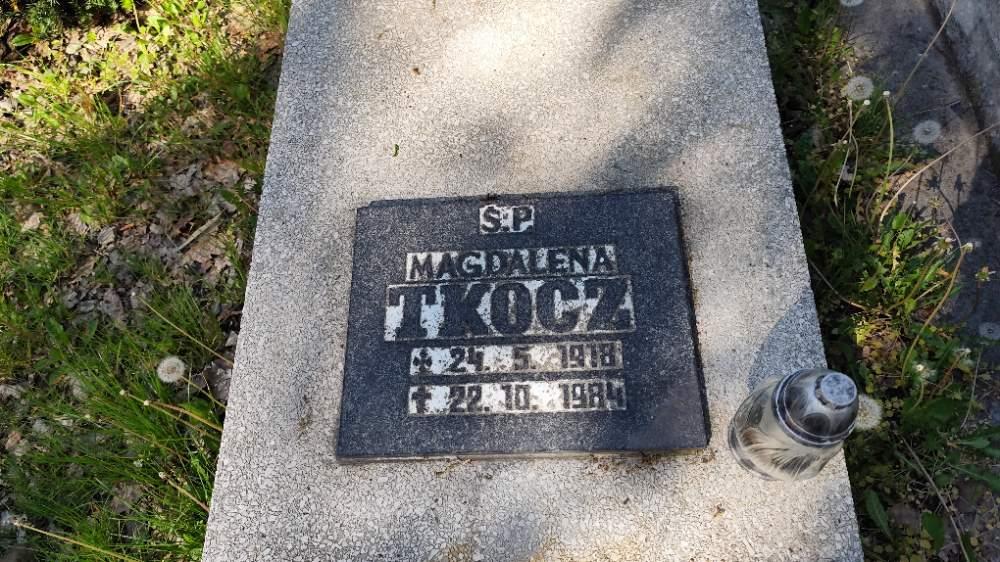 Ś.P.
MAGDALENA
TKOCZ
✲ 24. 5. 1918
✝ 22. 10. 1984